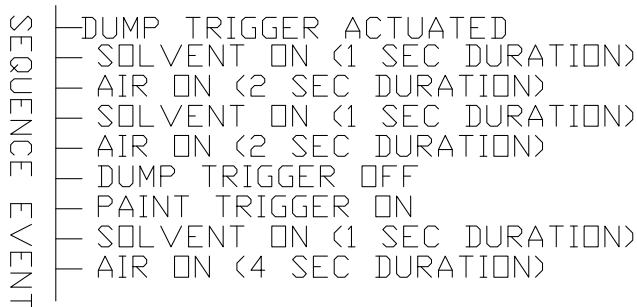 SEQUENCE EVENT
DUMP TRIGGER ACTUATED
SOLVENT ON (1 SEC DURATION)
AIR ON (2 SEC DURATION)
SOLVENT ON (1 SEC DURATION)
AIR ON (2 SEC DURATION)
DUMP TRIGGER OFF
PAINT TRIGGER ON
SOLVENT ON (1 SEC DURATION)
AIR ON (4 SEC DURATION)